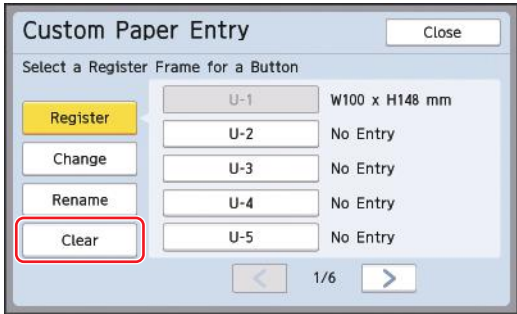 Custom Paper Entry
Close
Select a Register Frame for a Button
Register
Change
Rename
Clear
U-1 W100 x H148 mm
U-2 No Entry
U-3 No Entry
U-4 No Entry
U-5 No Entry
< 1/6 >